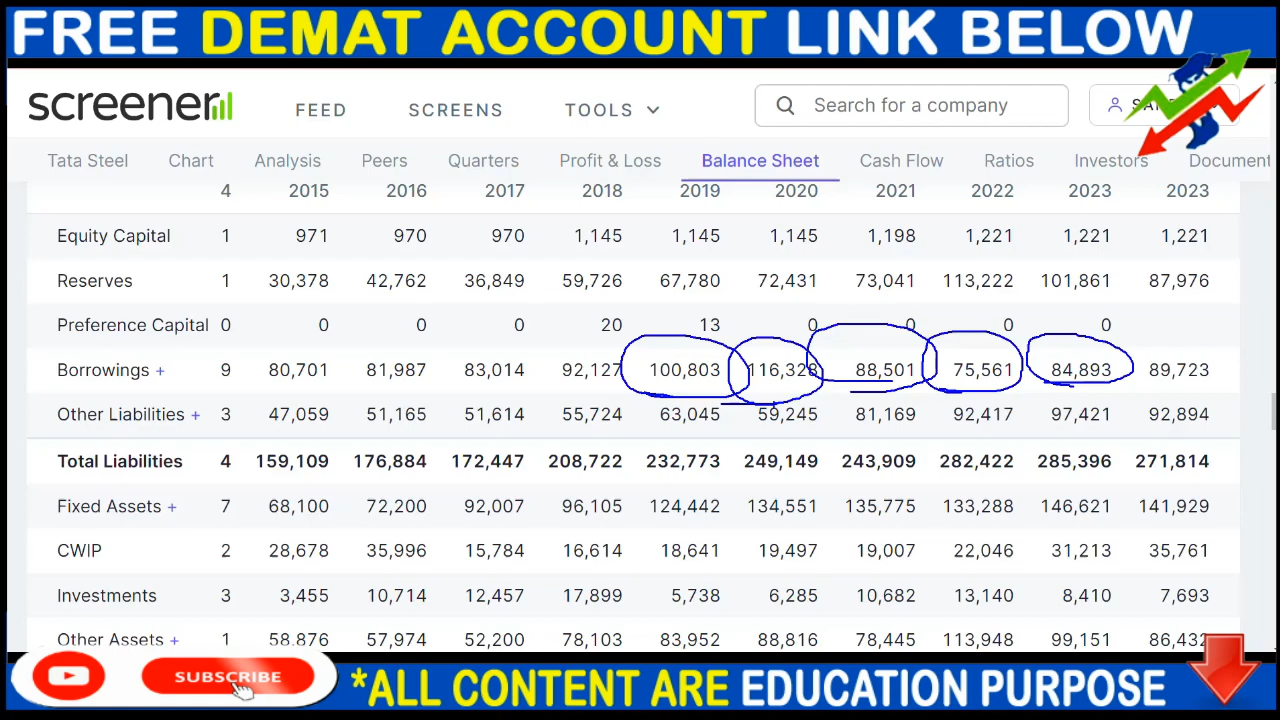 FREE DEMAT ACCOUNT LINK BELOW
screener FEED SCREENS TOOLS Search for a company
Tata Steel Chart Analysis Peers Quarters Profit & Loss Balance Sheet Cash Flow Ratios Investors Document
4 2015 2016 2017 2018 2019 2020 2021 2022 2023 2023
Equity Capital 1 971 970 970 1,145 1,145 1,145 1,198 1,221 1,221 1,221
Reserves 1 30,378 42,762 36,849 59,726 67,780 72,431 73,041 113,222 101,861 87,976
Preference Capital 0 0 0 0 20 13 0 0 0 0
Borrowings + 9 80,701 81,987 83,014 92,127 100,803 116,328 88,501 75,561 84,893 89,723
Other Liabilities + 3 47,059 51,165 51,614 55,724 63,045 59,245 81,169 92,417 97,421 92,894
Total Liabilities 4 159,109 176,884 172,447 208,722 232,773 249,149 243,909 282,422 285,396 271,814
Fixed Assets + 7 68,100 72,200 92,007 96,105 124,442 134,551 135,775 133,288 146,621 141,929
CWIP 2 28,678 35,996 15,784 16,614 18,641 19,497 19,007 22,046 31,213 35,761
Investments 3 3,455 10,714 12,457 17,899 5,738 6,285 10,682 13,140 8,410 7,693
Other Assets + 1 58,876 57,974 52,200 78,103 83,952 88,816 78,445 113,948 99,151 86,432
SUBSCRIBE *ALL CONTENT ARE EDUCATION PURPOSE